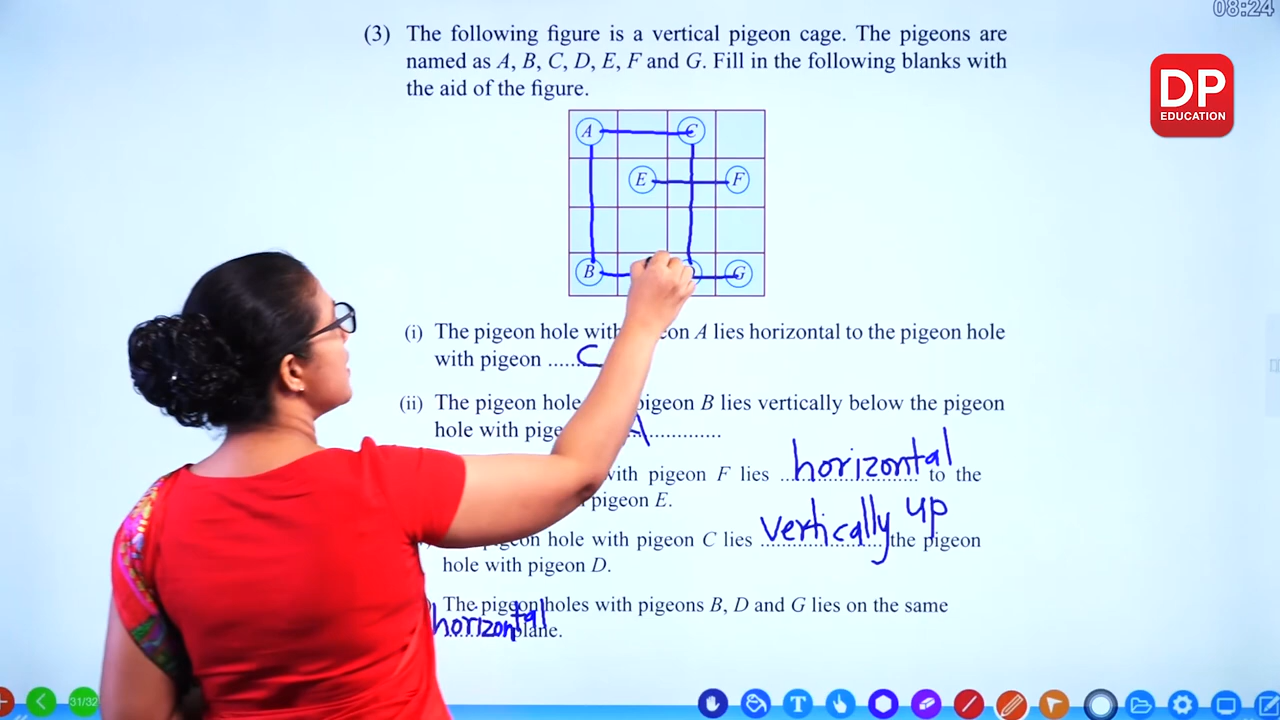 08:24
(3) The following figure is a vertical pigeon cage. The pigeons are
named as A, B, C, D, E, F and G. Fill in the following blanks with
the aid of the figure.
DP
EDUCATION
A C
E F
B G
(i) The pigeon hole with A lies horizontal to the pigeon hole
with pigeon ......C
(ii) The pigeon hole pigeon B lies vertically below the pigeon
hole with A..............
with pigeon F lies horizontal to the
pigeon E.
hole with pigeon C lies vertically up the pigeon
hole with pigeon D.
The pigeon holes with pigeons B, D and G lies on the same
horizontal plane.
31/32